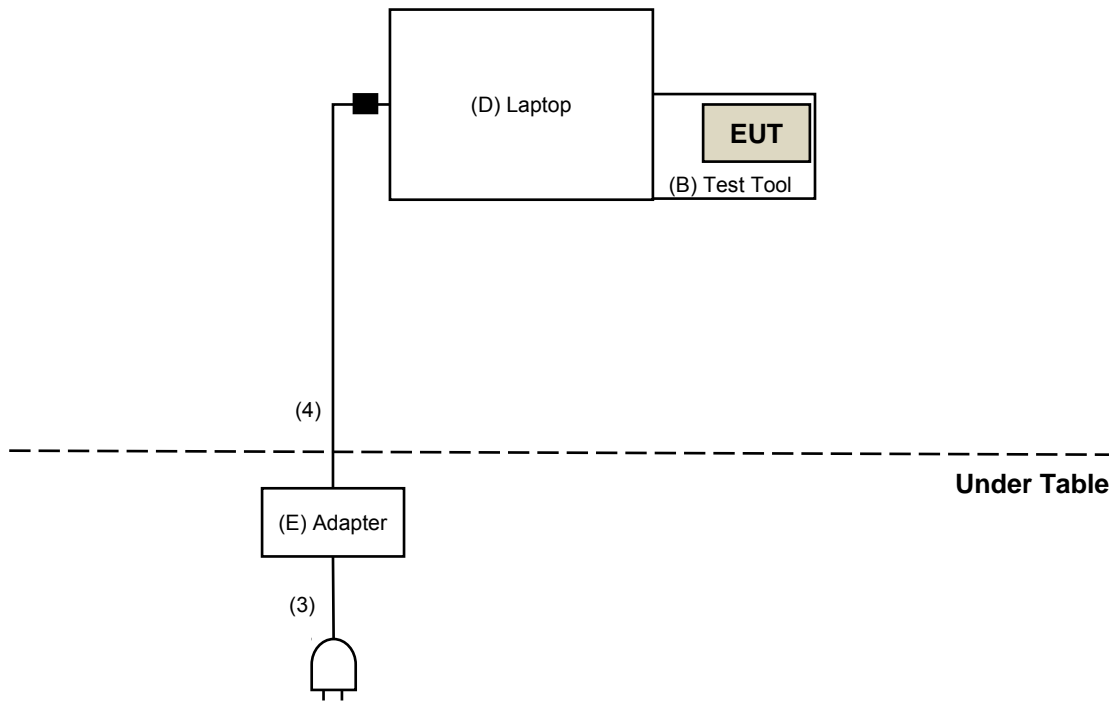 (D) Laptop
EUT
(B) Test Tool
(4)
Under Table
(E) Adapter
(3)